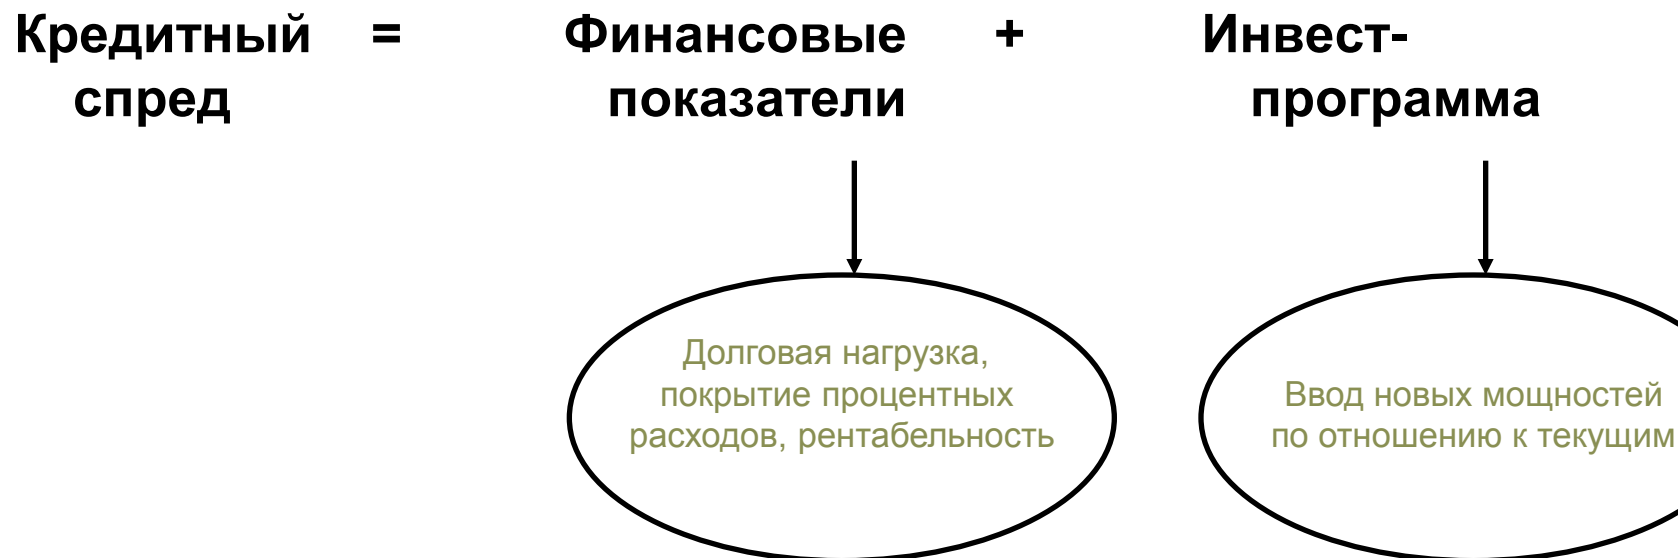 Кредитный = Финансовые + Инвест-
спред показатели программа
Долговая нагрузка,
покрытие процентных
расходов, рентабельность
Ввод новых мощностей
по отношению к текущим